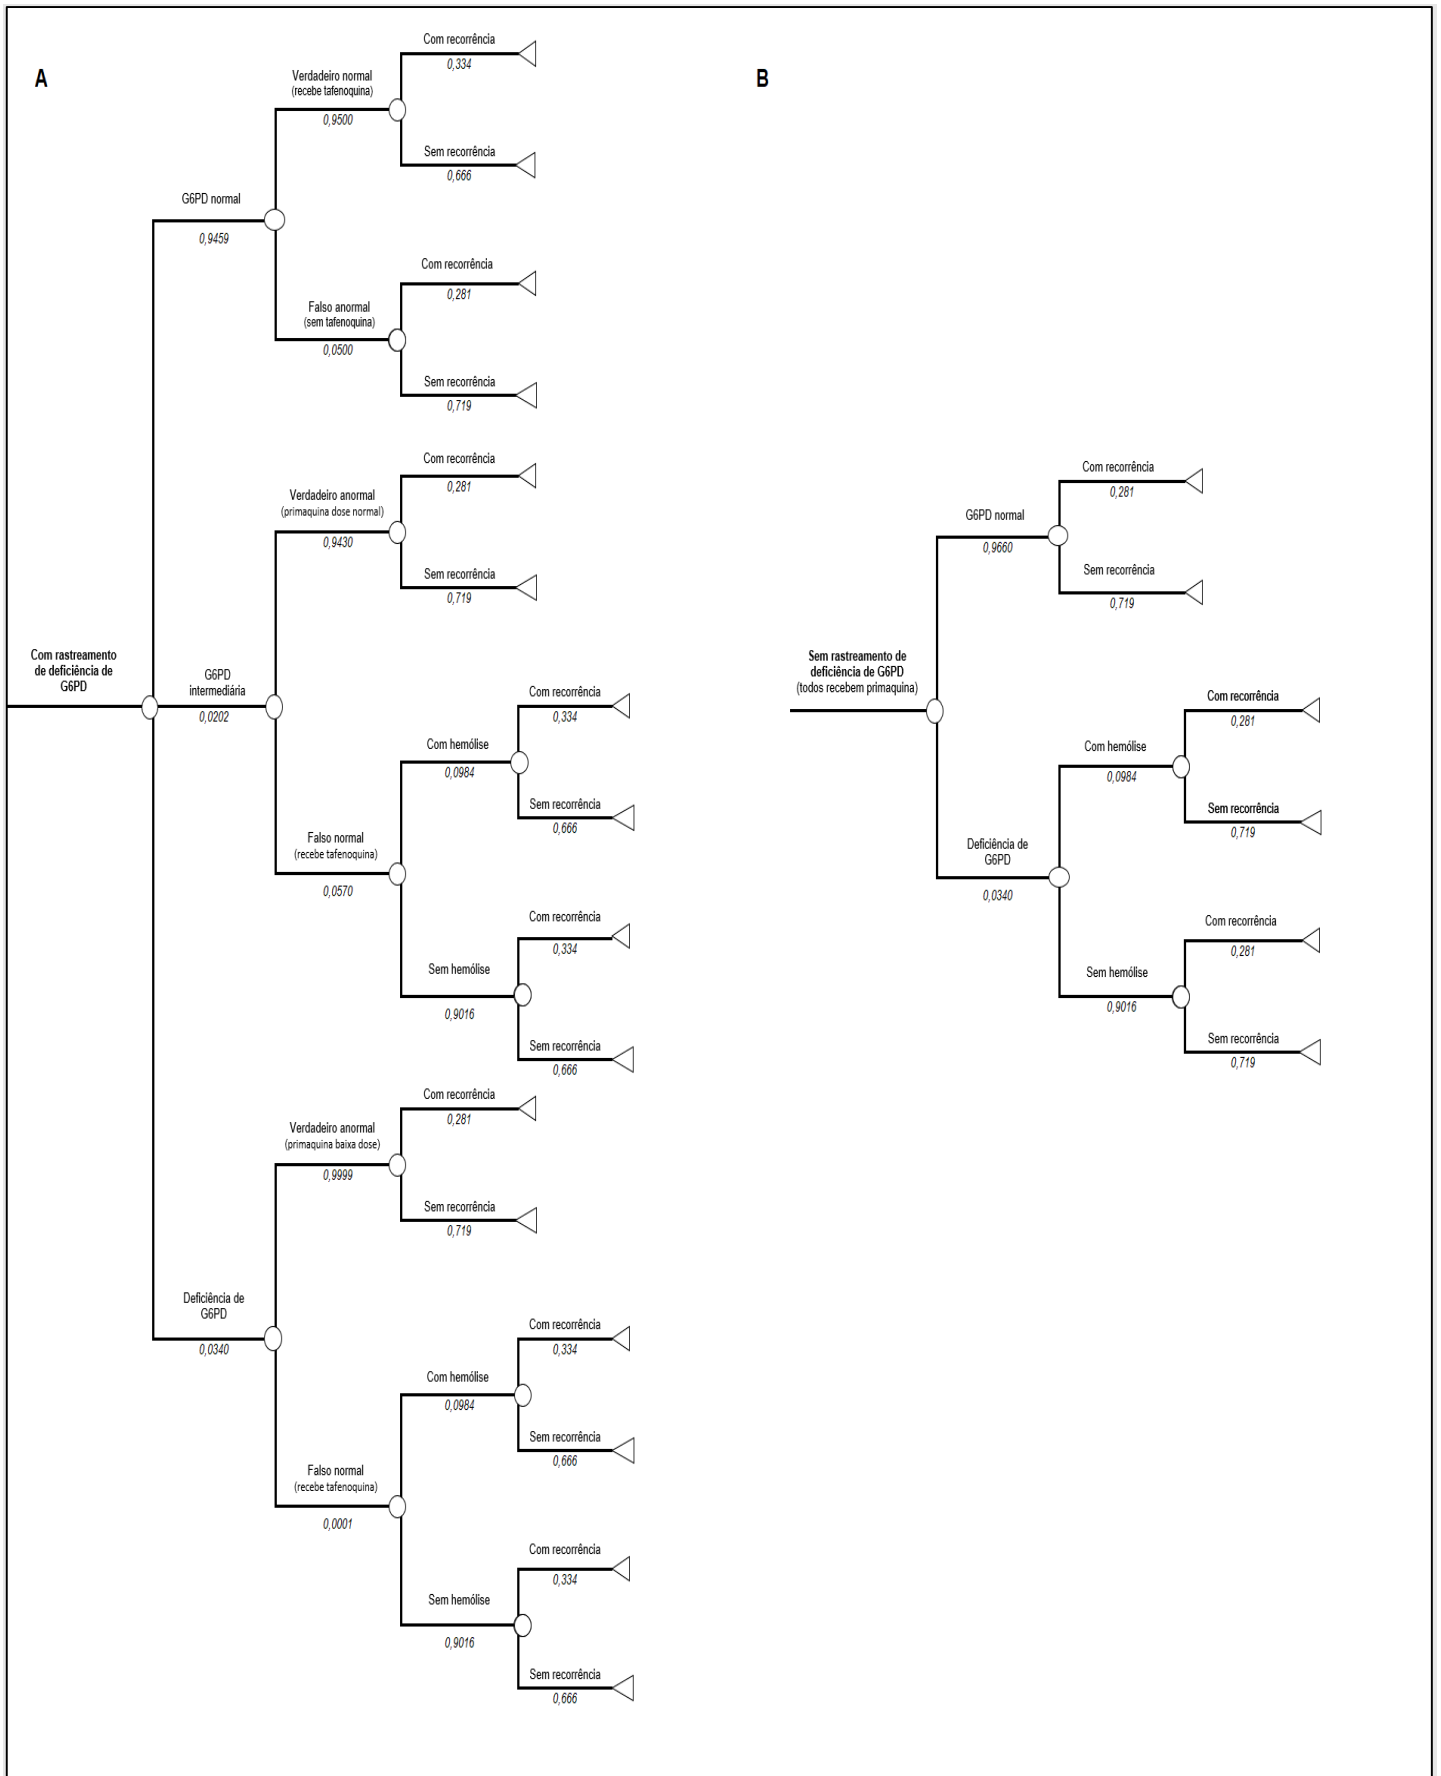 A
Com recorrência
0,334
Verdadeiro normal
(recebe tafenoquina)
0,9500
Sem recorrência
0,666
G6PD normal
0,9459
Com recorrência
0,281
Falso anormal
(sem tafenoquina)
0,0500
Sem recorrência
0,719
Com recorrência
0,281
Verdadeiro anormal
(primaquina dose normal)
0,9430
Sem recorrência
0,719
Com rastreamento
de deficiência de
G6PD
G6PD
intermediária
0,0202
Com recorrência
0,334
Com hemólise
0,0984
Sem recorrência
0,666
Falso normal
(recebe tafenoquina)
0,0570
Com recorrência
0,334
Sem hemólise
0,9016
Sem recorrência
0,666
Com recorrência
0,281
Verdadeiro anormal
(primaquina baixa dose)
0,9999
Sem recorrência
0,719
Deficiência de
G6PD
0,0340
Com recorrência
0,334
Com hemólise
0,0984
Sem recorrência
0,666
Falso normal
(recebe tafenoquina)
0,0001
Com recorrência
0,334
Sem hemólise
0,9016
Sem recorrência
0,666
B
Com recorrência
0,281
G6PD normal
0,9660
Sem recorrência
0,719
Sem rastreamento de
deficiência de G6PD
(todos recebem primaquina)
Com recorrência
0,281
Com hemólise
0,0984
Sem recorrência
0,719
Deficiência de
G6PD
0,0340
Com recorrência
0,281
Sem hemólise
0,9016
Sem recorrência
0,719